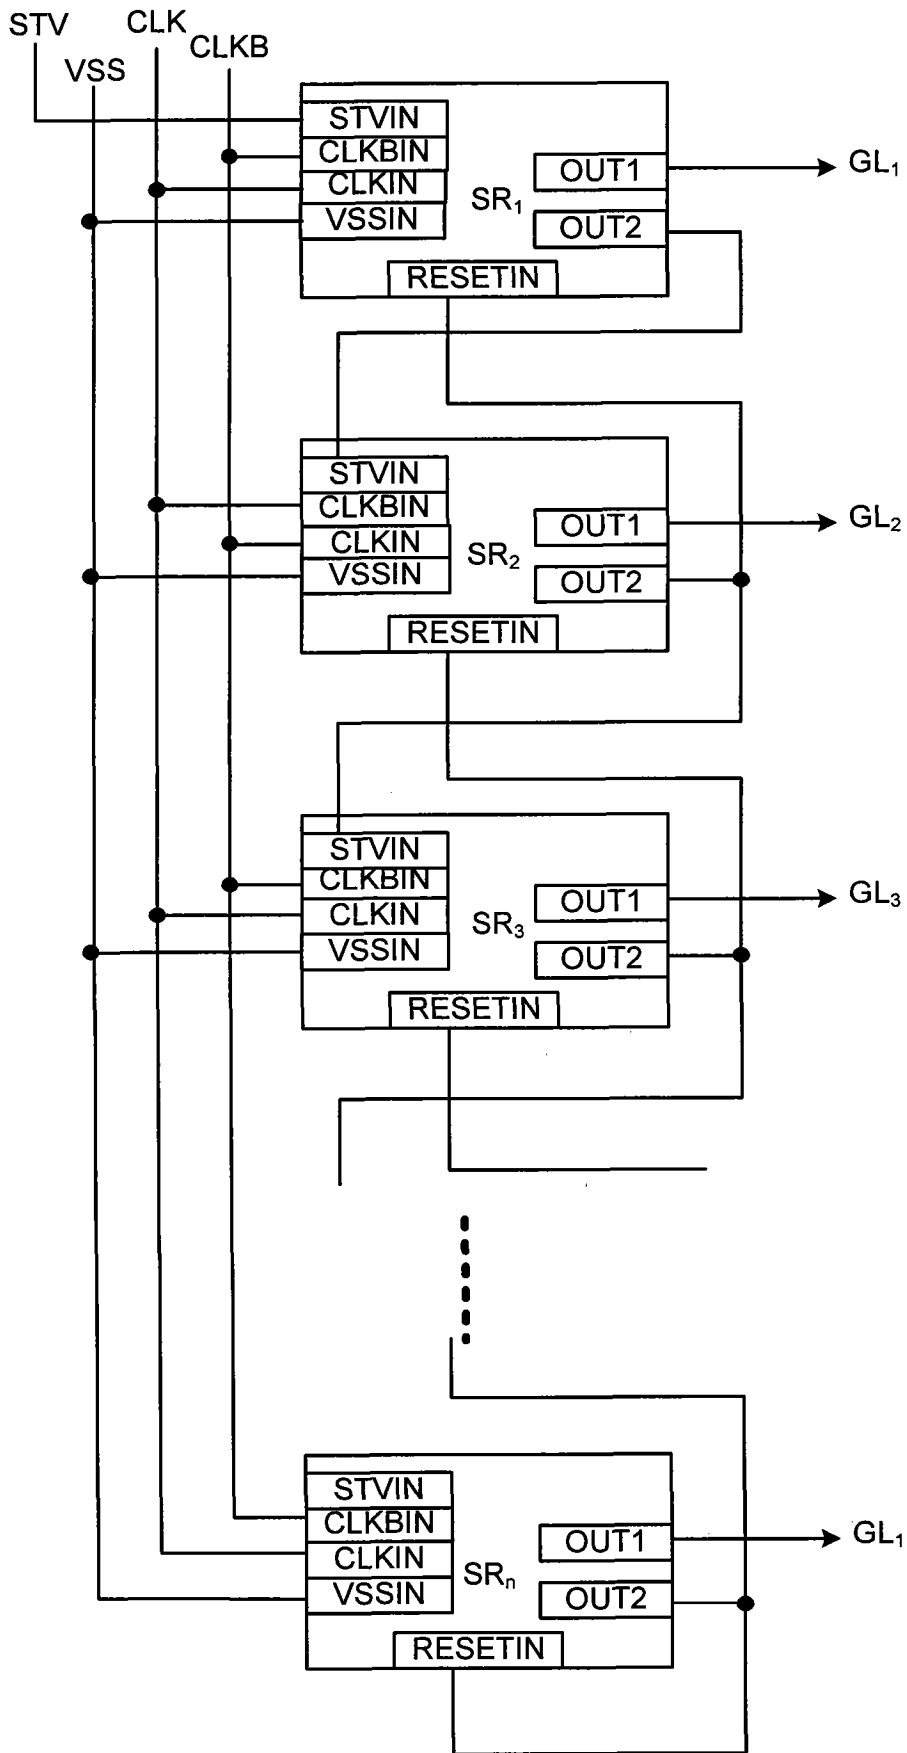 STV
CLK
CLKB
VSS
STVIN
CLKBIN
CLKIN
VSSIN
SR1
OUT1
OUT2
RESETIN
GL1
STVIN
CLKBIN
CLKIN
VSSIN
SR2
OUT1
OUT2
RESETIN
GL2
STVIN
CLKBIN
CLKIN
VSSIN
SR3
OUT1
OUT2
RESETIN
GL3
STVIN
CLKBIN
CLKIN
VSSIN
SRn
OUT1
OUT2
RESETIN
GL1